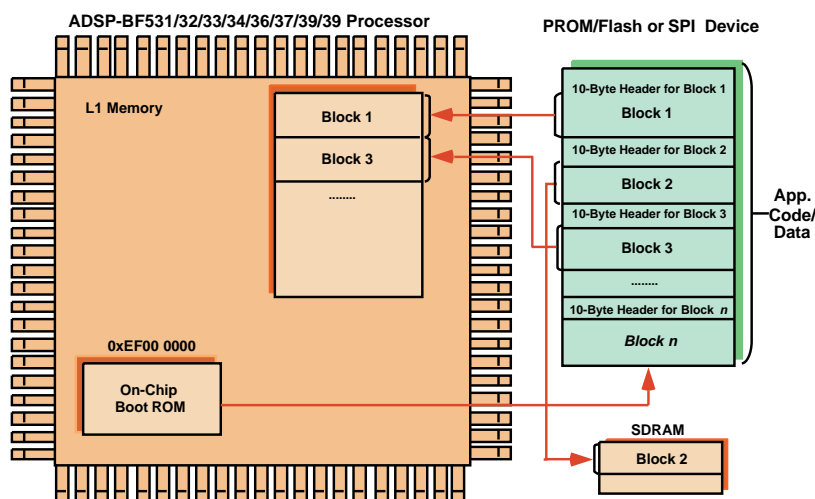 ADSP-BF531/32/33/34/36/37/39/39 Processor
PROM/Flash or SPI Device
L1 Memory
Block 1
Block 3
........
0xEF00 0000
On-Chip
Boot ROM
10-Byte Header for Block 1
Block 1
10-Byte Header for Block 2
Block 2
10-Byte Header for Block 3
Block 3
........
10-Byte Header for Block n
Block n
App.
Code/
Data
SDRAM
Block 2